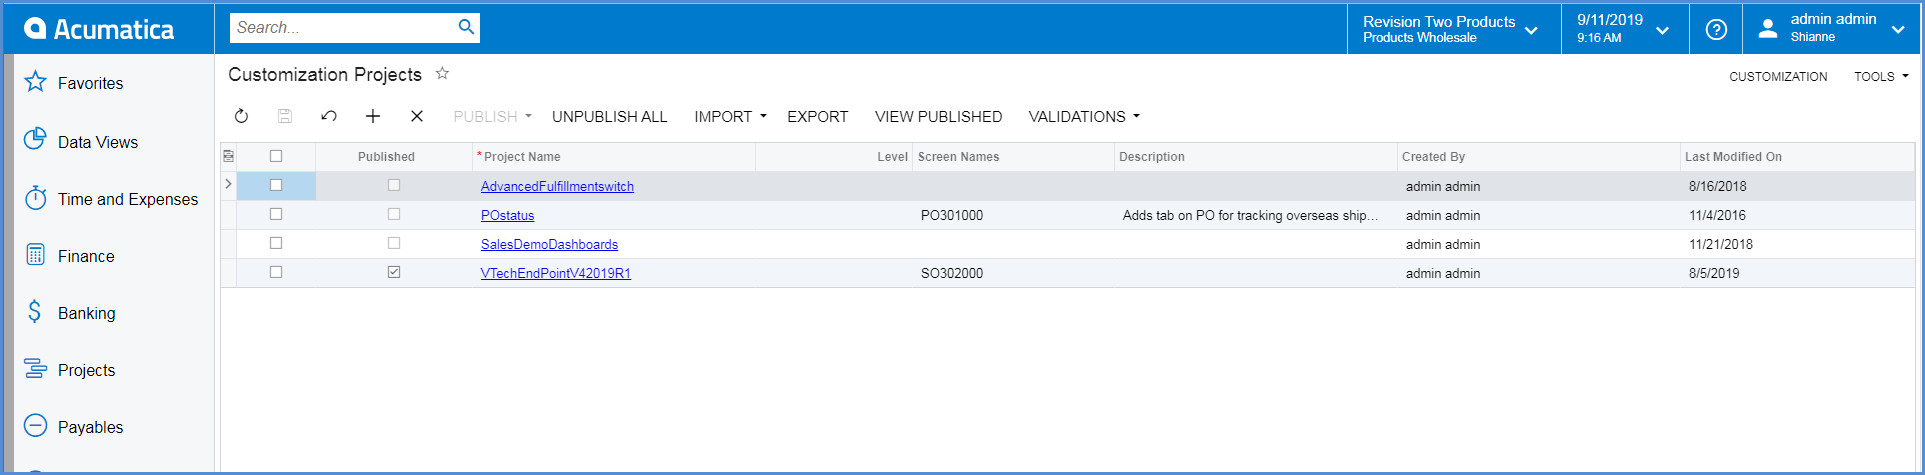 Acumatica
Search...
Revision Two Products
Products Wholesale
9/11/2019
9:16 AM
admin admin
Shianne
Favorites
Data Views
Time and Expenses
Finance
Banking
Projects
Payables
Customization Projects
CUSTOMIZATION TOOLS
PUBLISH UNPUBLISH ALL IMPORT EXPORT VIEW PUBLISHED VALIDATIONS
Published *Project Name Level Screen Names Description Created By Last Modified On
AdvancedFulfillmentswitch admin admin 8/16/2018
POstatus PO301000 Adds tab on PO for tracking overseas ship... admin admin 11/4/2016
SalesDemoDashboards admin admin 11/21/2018
VTechEndPointV42019R1 SO302000 admin admin 8/5/2019